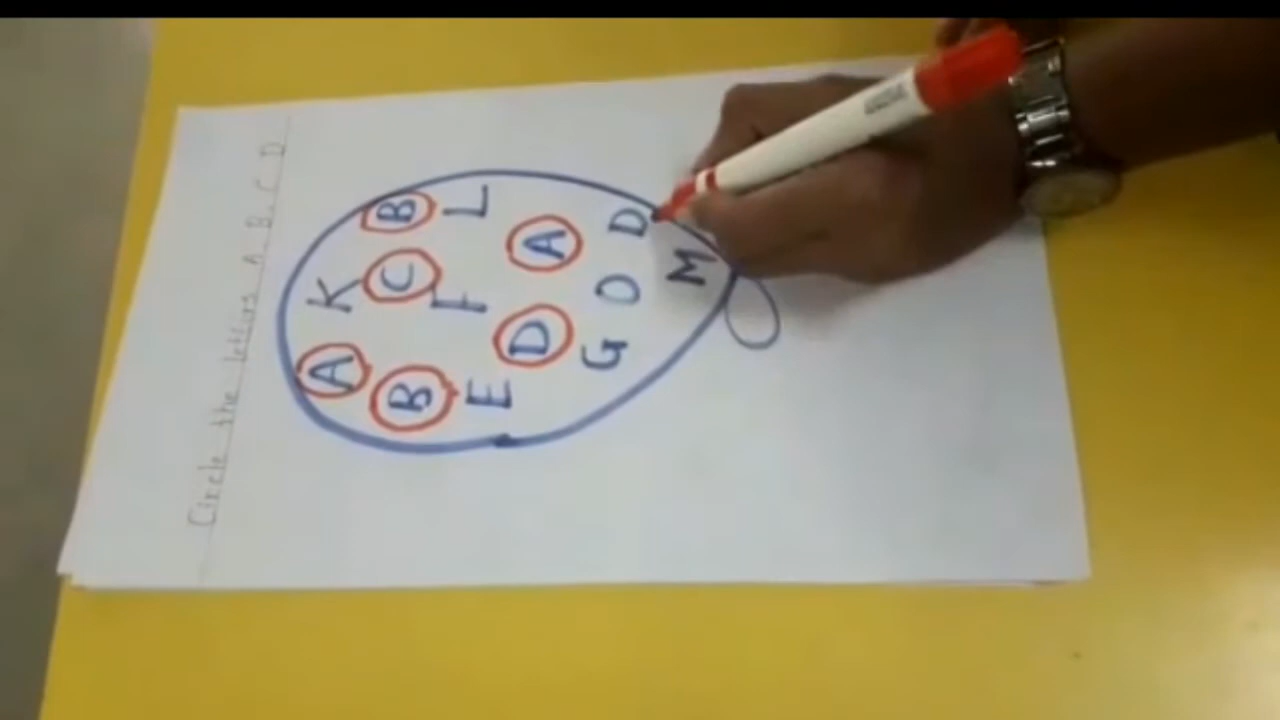 Circle the letters A B, C D
A K
B C B
E F L
D A
G O D
M